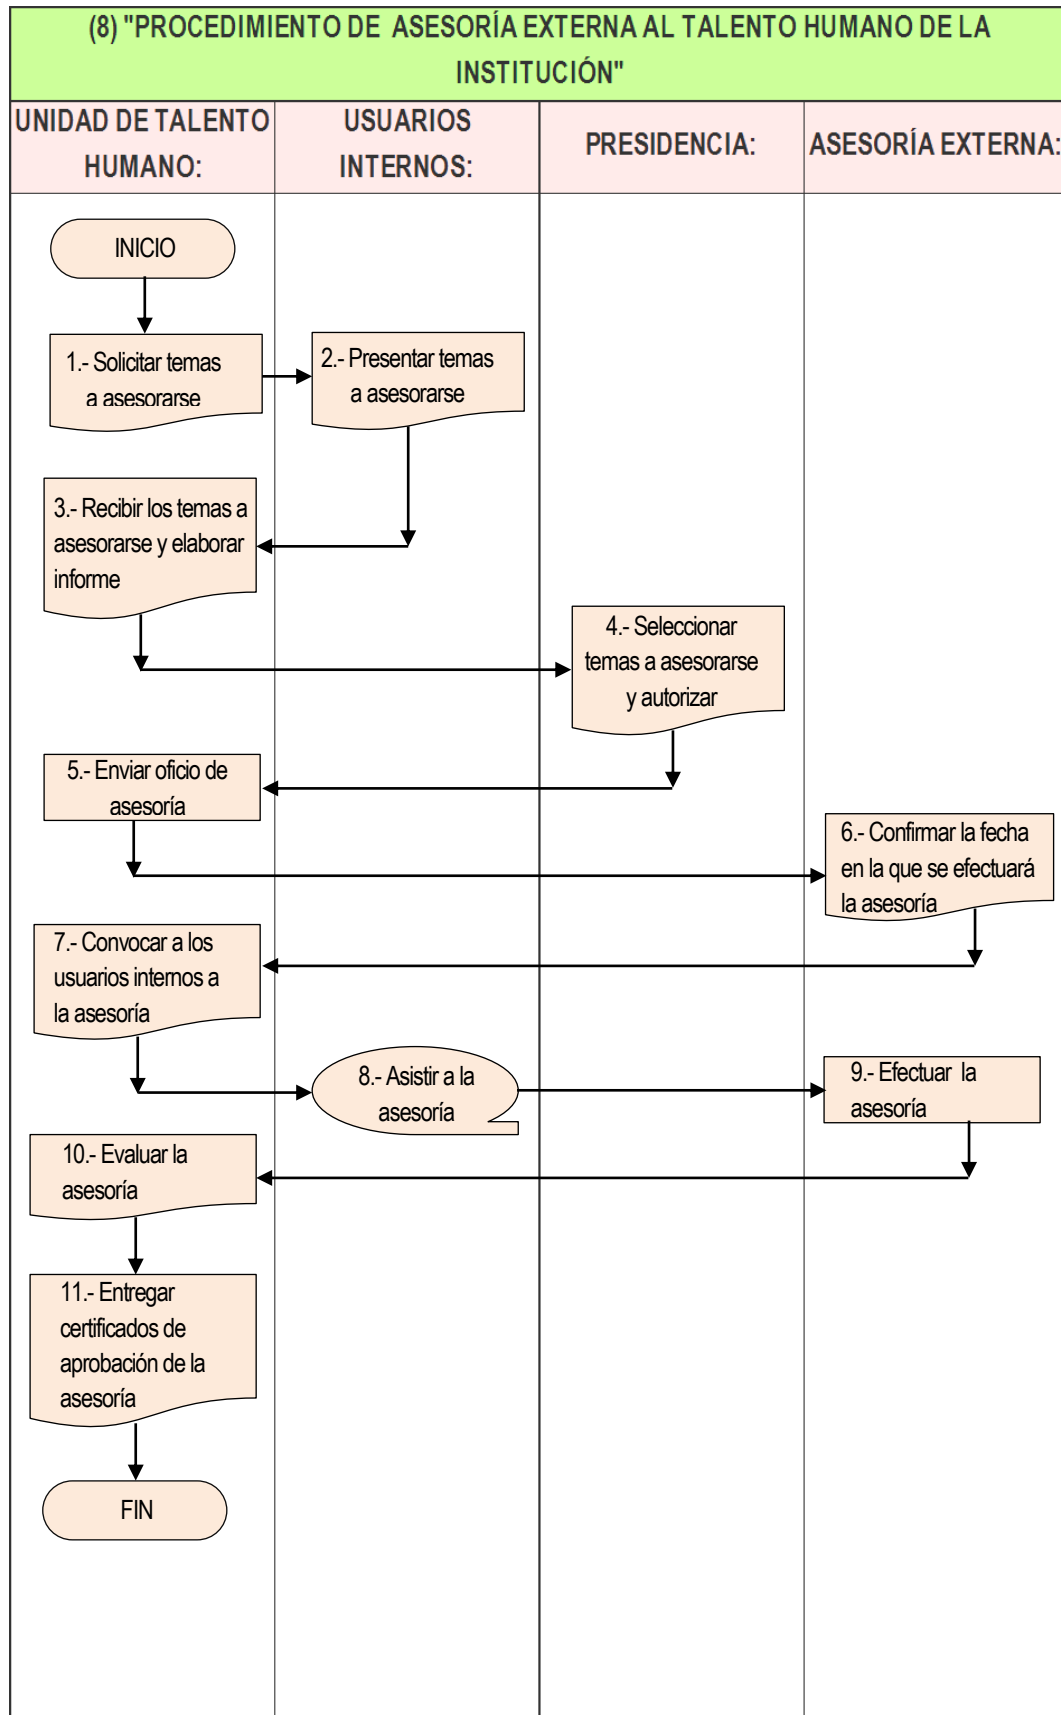 (8) "PROCEDIMIENTO DE ASESORÍA EXTERNA AL TALENTO HUMANO DE LA
INSTITUCIÓN"
UNIDAD DE TALENTO
HUMANO:
USUARIOS
INTERNOS:
PRESIDENCIA:
ASESORÍA EXTERNA:
INICIO
1.- Solicitar temas
a asesorarse
2.- Presentar temas
a asesorarse
3.- Recibir los temas a
asesorarse y elaborar
informe
4.- Seleccionar
temas a asesorarse
y autorizar
5.- Enviar oficio de
asesoría
6.- Confirmar la fecha
en la que se efectuará
la asesoría
7.- Convocar a los
usuarios internos a
la asesoría
8.- Asistir a la
asesoría
9.- Efectuar la
asesoría
10.- Evaluar la
asesoría
11.- Entregar
certificados de
aprobación de la
asesoría
FIN